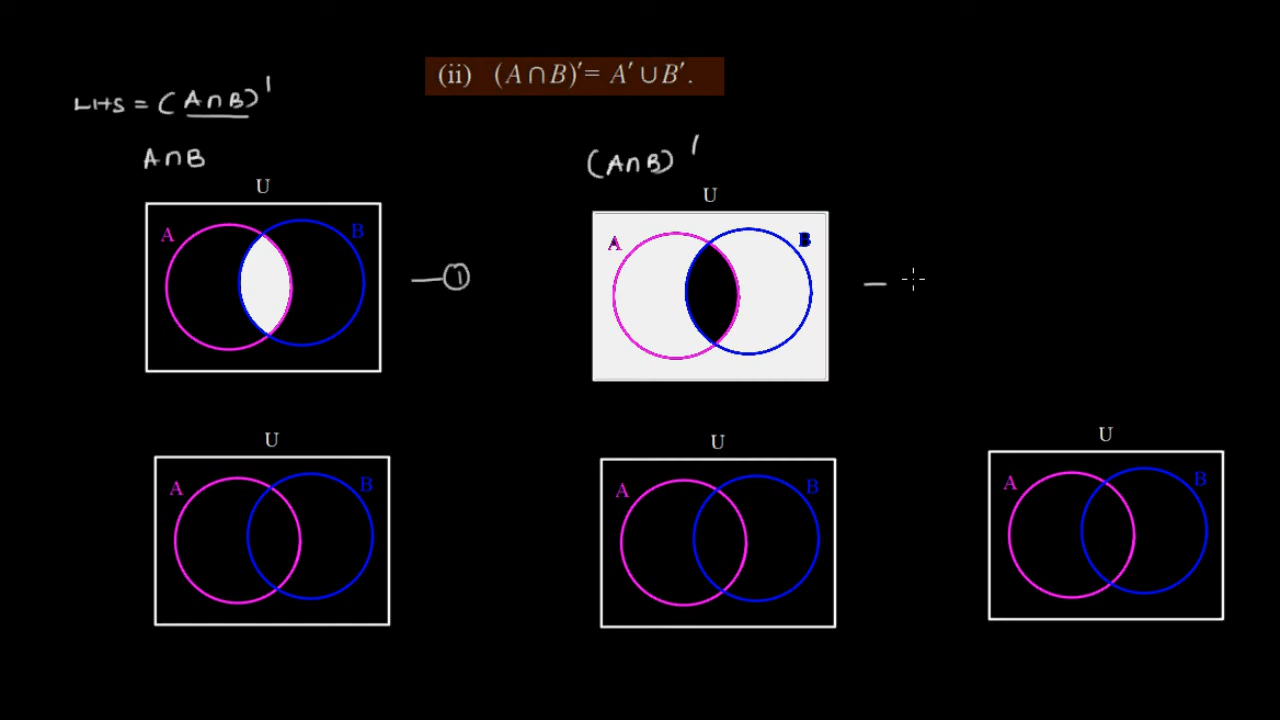 (ii) (A ∩ B)′ = A′ ∪ B′.
LHS = (A ∩ B)′
A ∩ B
(A ∩ B)′
U
A B
— ①
U
A B
—
U
A B
U
A B
U
A B